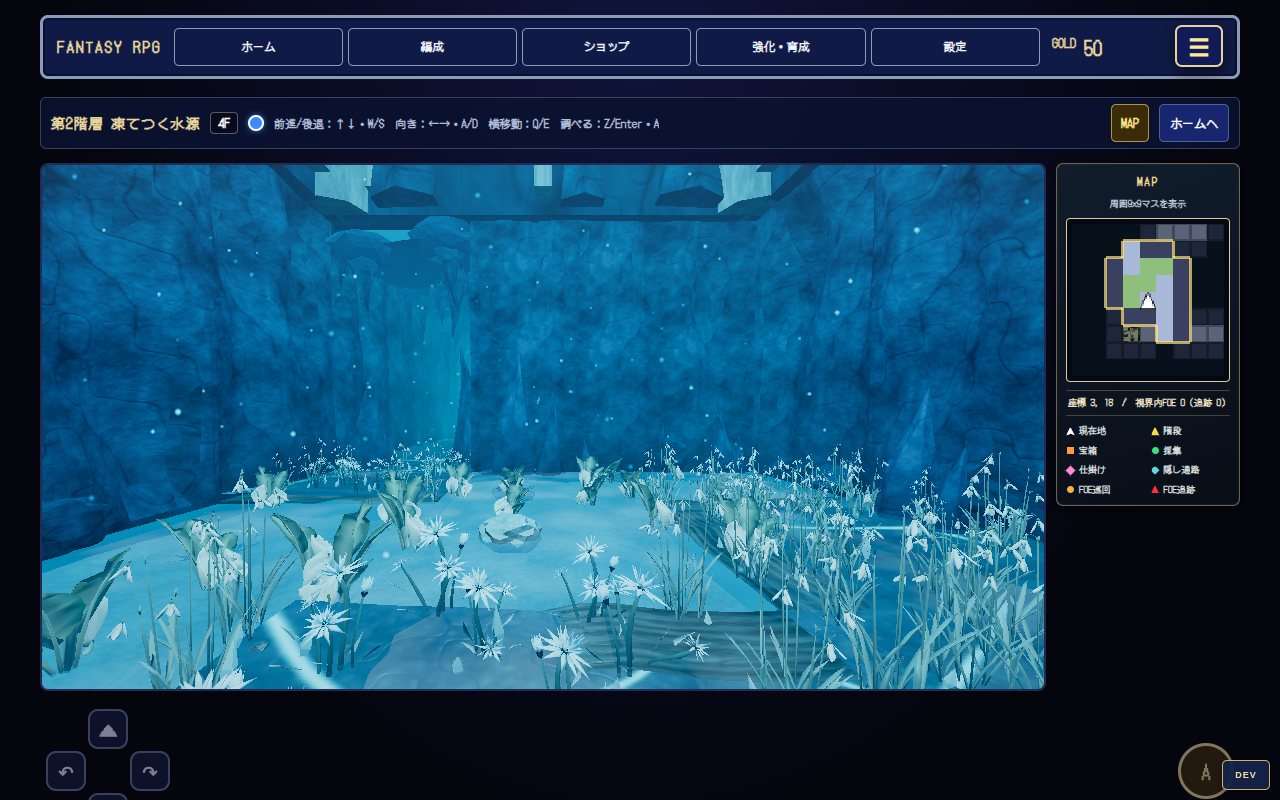 FANTASY RPG
ホーム
編成
ショップ
強化・育成
設定
GOLD 50
第2階層 凍てつく水源
4F
前進/後退：↑↓・W/S 向き：←→・A/D 横移動：Q/E 調べる：Z/Enter・A
MAP
ホームへ
MAP
周囲9x9マスを表示
座標 3, 18 / 視界内FOE 0 (追跡 0)
現在地
階段
宝箱
採集
仕掛け
隠し通路
FOE巡回
FOE追跡
A
DEV